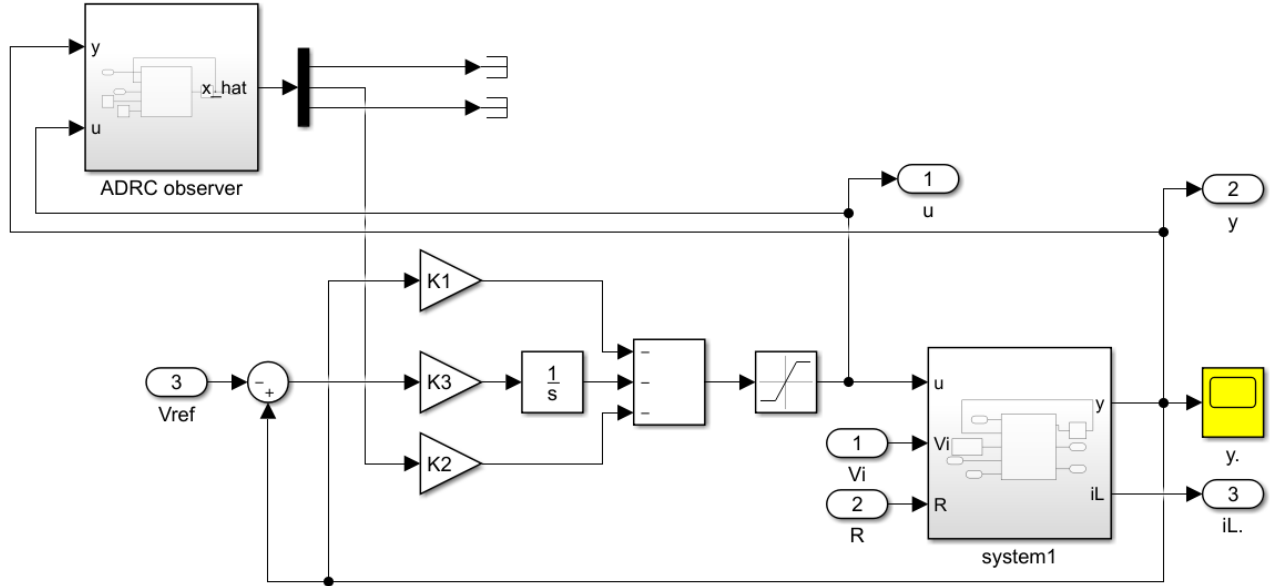 y
x_hat
u
ADRC observer
1
u
2
y
K1
3
Vref
−
+
K3
1
s
−
−
−
K2
u
y
Vi
iL
R
system1
1
Vi
2
R
y.
3
iL.